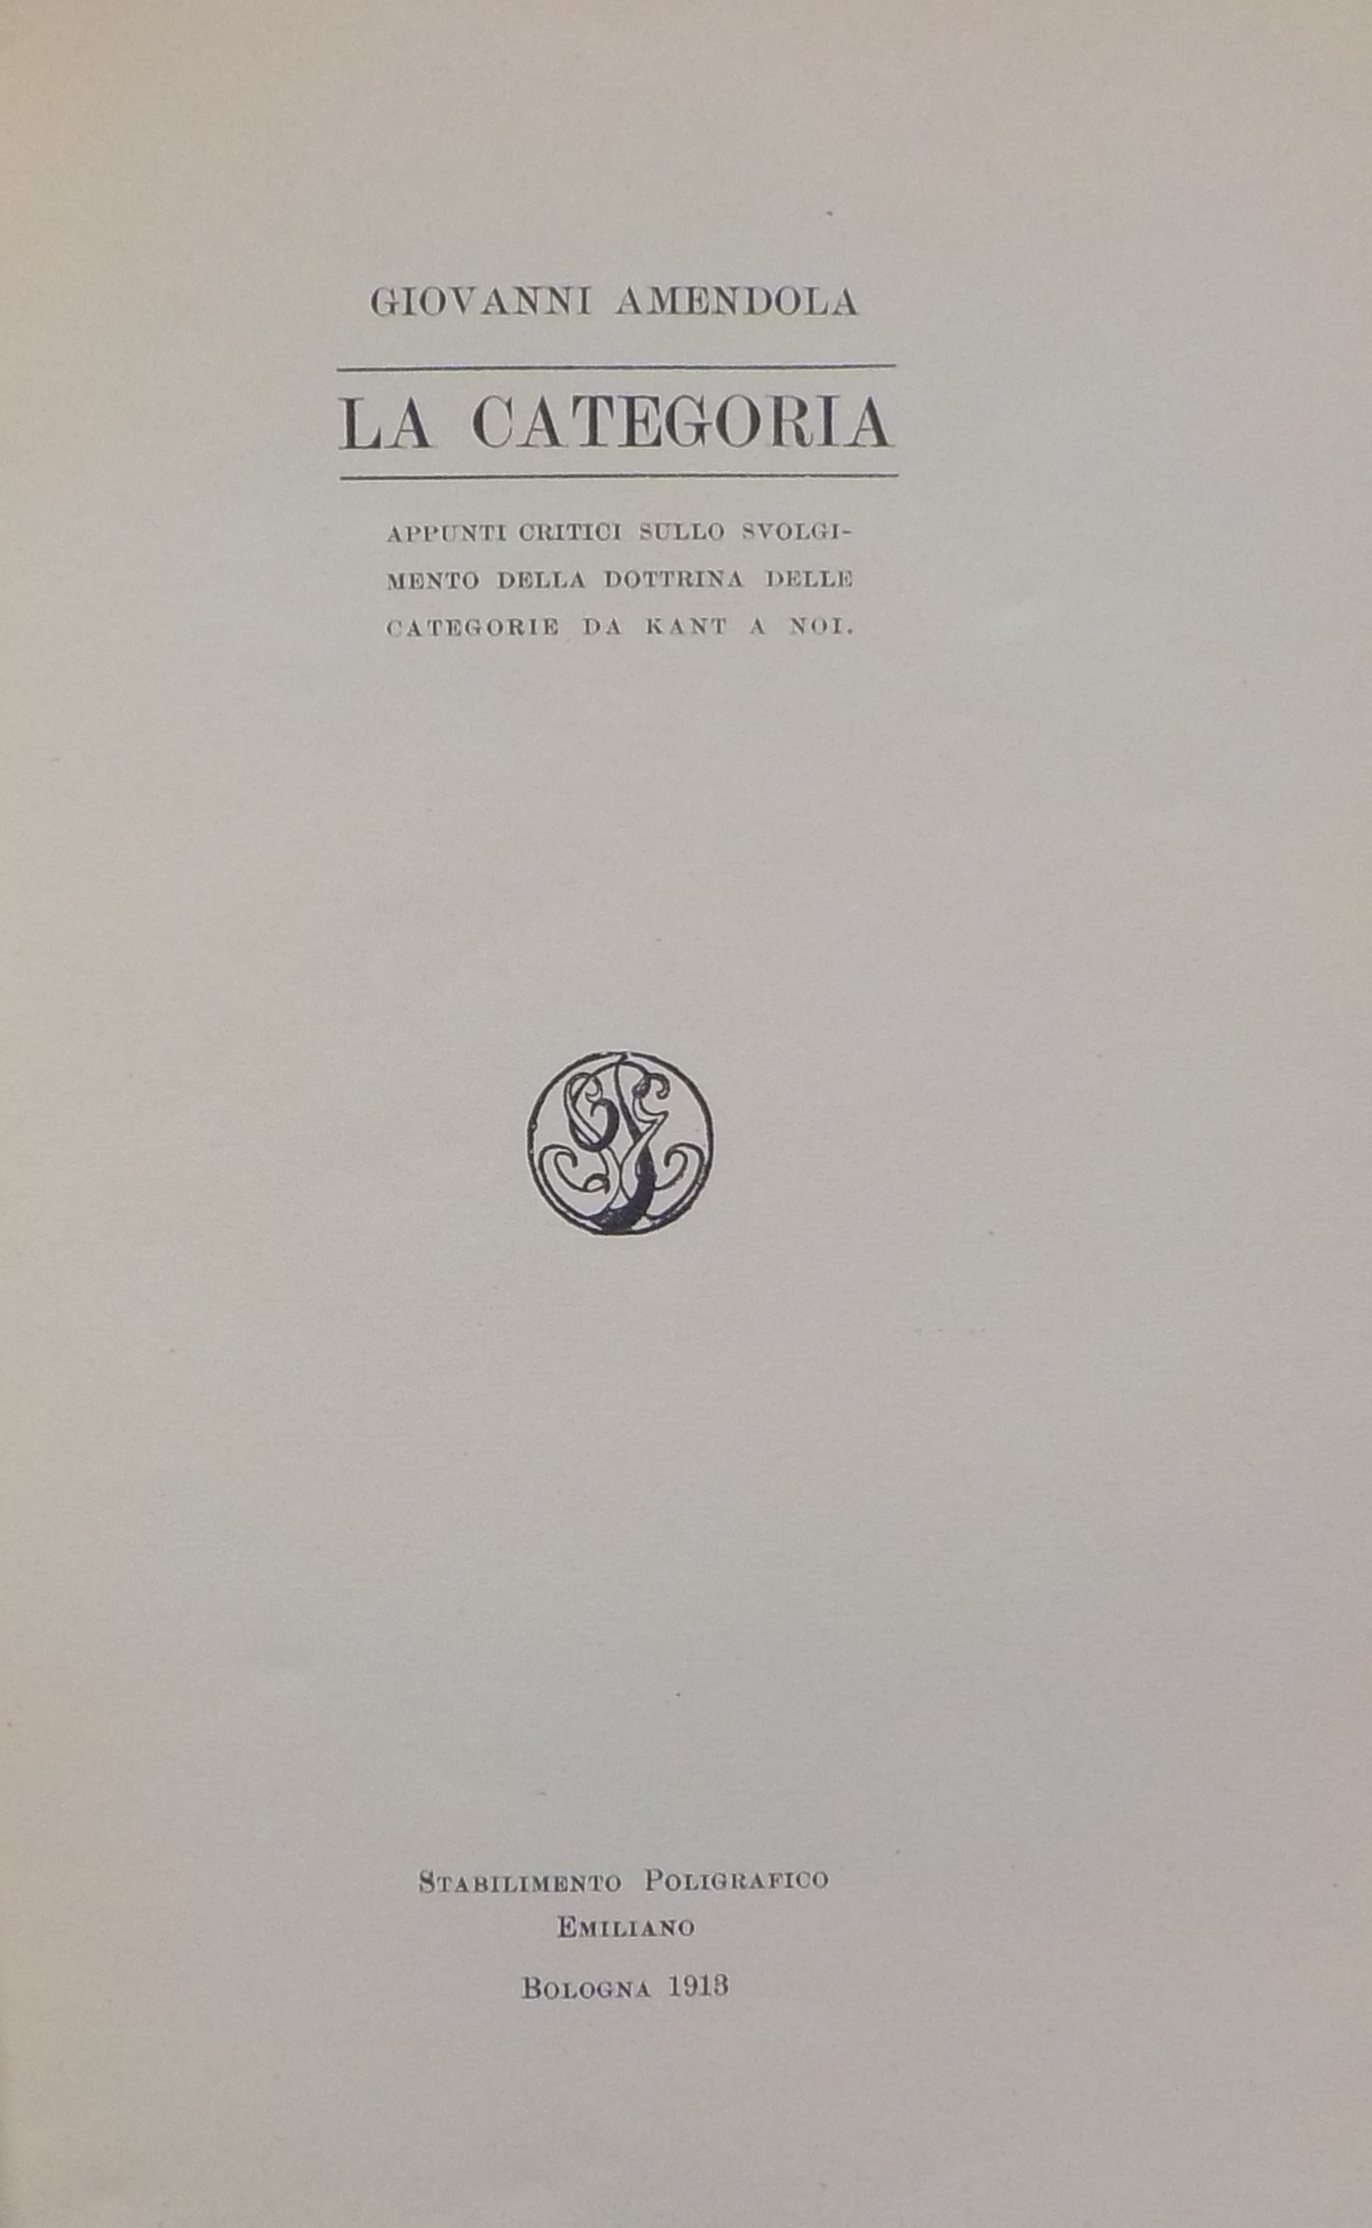 GIOVANNI AMENDOLA
LA CATEGORIA
APPUNTI CRITICI SULLO SVOLGI-
MENTO DELLA DOTTRINA DELLE
CATEGORIE DA KANT A NOI.
STABILIMENTO POLIGRAFICO
EMILIANO
BOLOGNA 1913